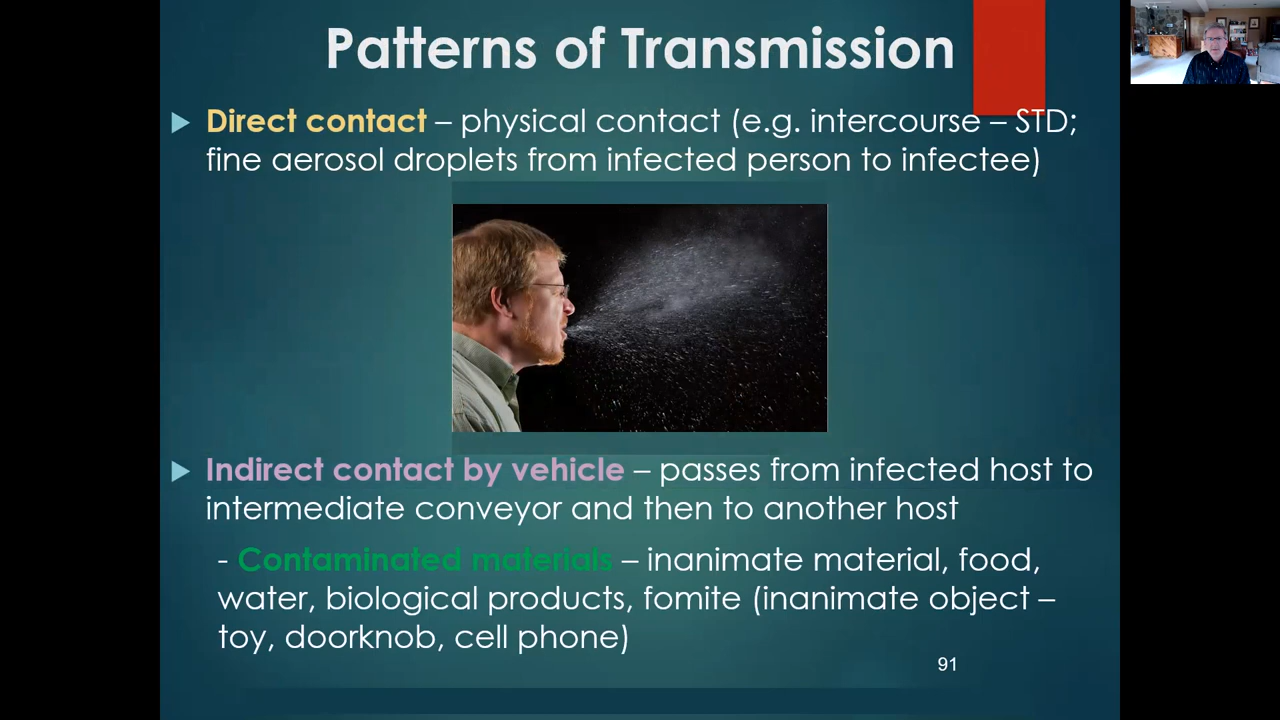 Patterns of Transmission
Direct contact – physical contact (e.g. intercourse – STD;
fine aerosol droplets from infected person to infectee)
Indirect contact by vehicle – passes from infected host to
intermediate conveyor and then to another host
- Contaminated materials – inanimate material, food,
water, biological products, fomite (inanimate object –
toy, doorknob, cell phone)
91